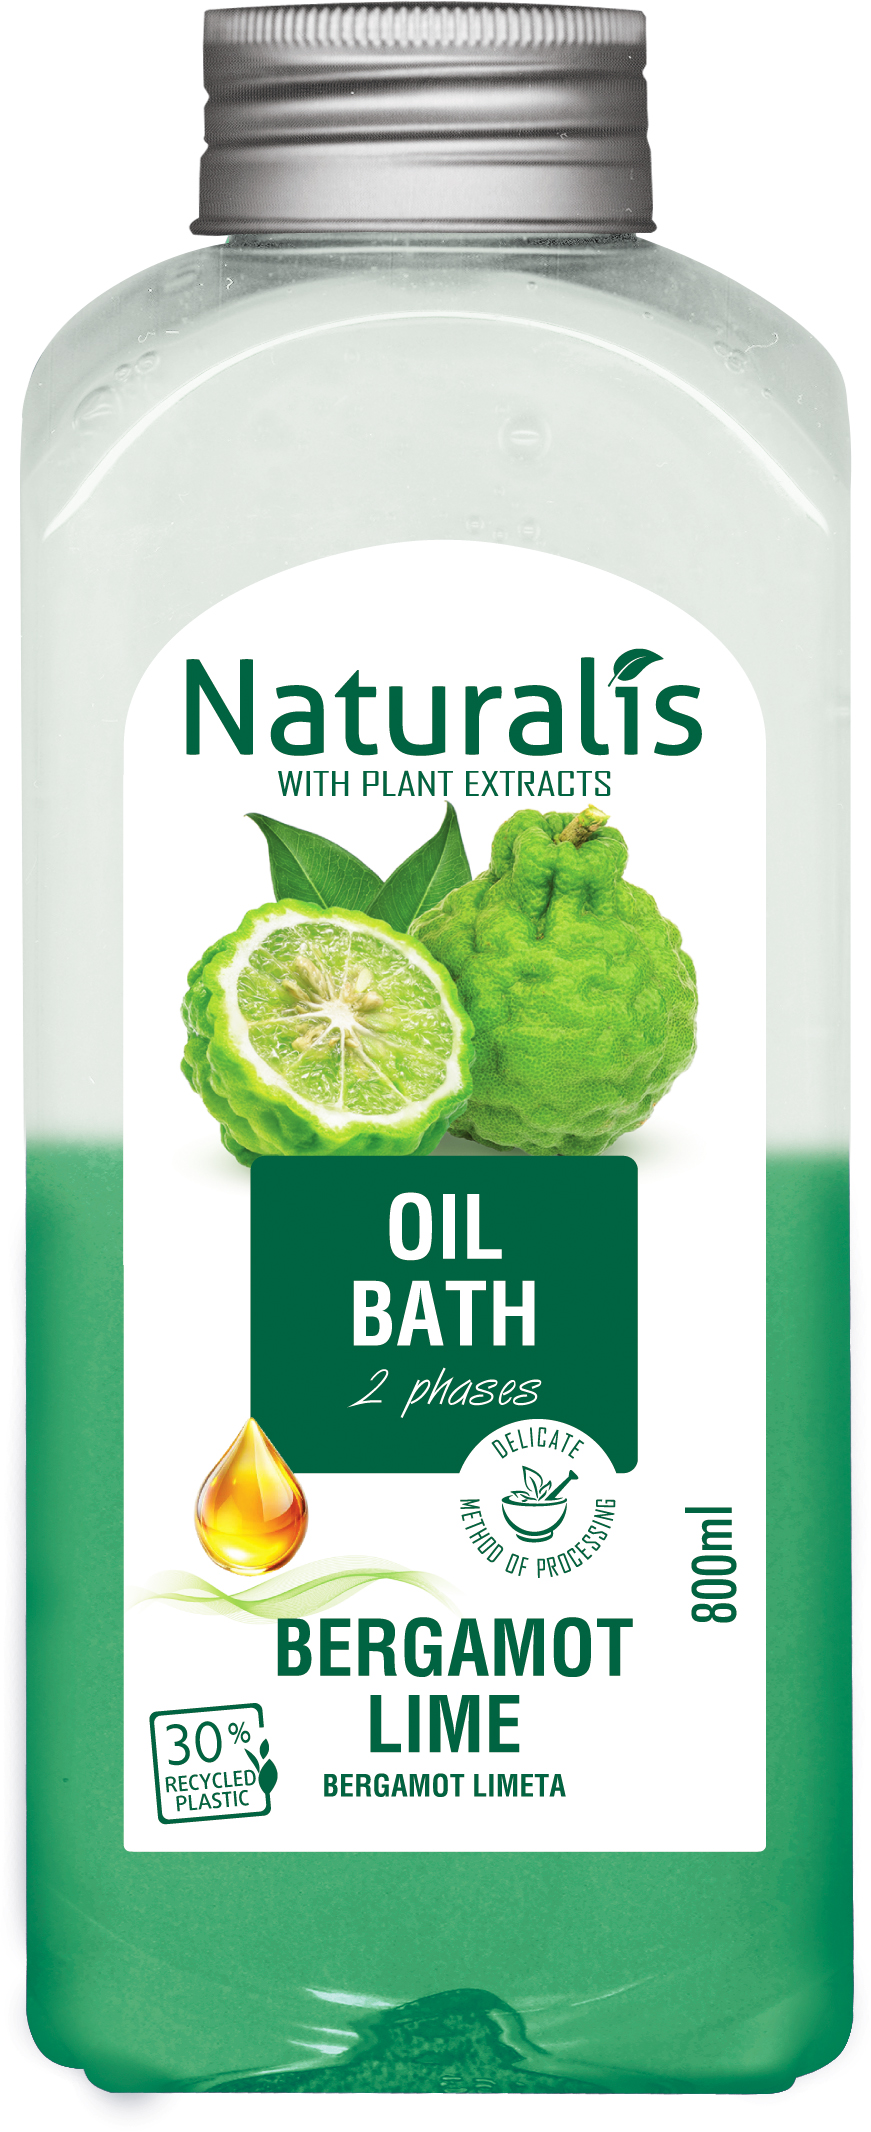 Naturalis
WITH PLANT EXTRACTS
OIL
BATH
2 phases
DELICATE
METHOD OF PROCESSING
800ml
BERGAMOT
LIME
BERGAMOT LIMETA
30%
RECYCLED
PLASTIC